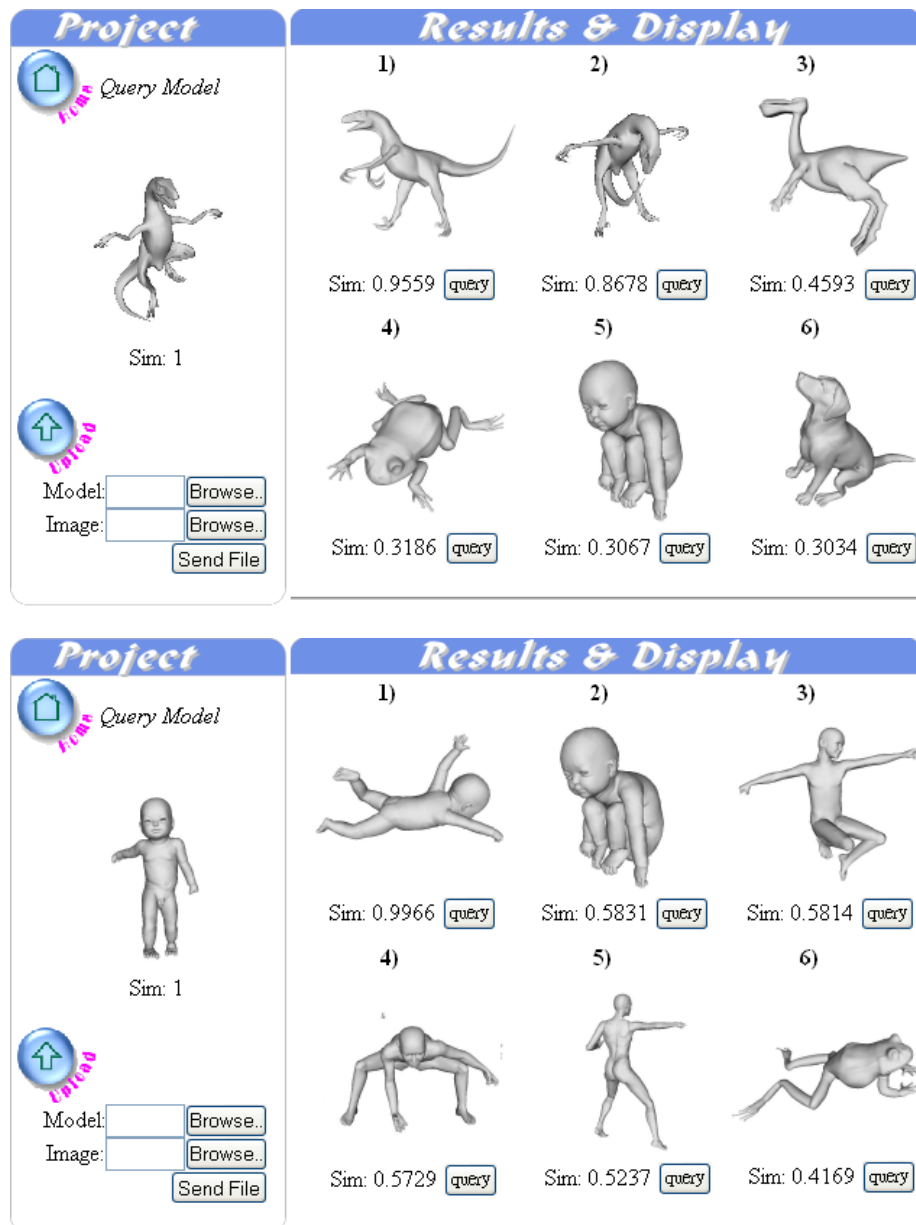 Project
Results & Display
Home
Query Model
1)
2)
3)
Sim: 0.9559 query
Sim: 0.8678 query
Sim: 0.4593 query
Sim: 1
4)
5)
6)
Upload
Model: Browse..
Image: Browse..
Send File
Sim: 0.3186 query
Sim: 0.3067 query
Sim: 0.3034 query
Project
Results & Display
Home
Query Model
1)
2)
3)
Sim: 0.9966 query
Sim: 0.5831 query
Sim: 0.5814 query
Sim: 1
4)
5)
6)
Upload
Model: Browse..
Image: Browse..
Send File
Sim: 0.5729 query
Sim: 0.5237 query
Sim: 0.4169 query